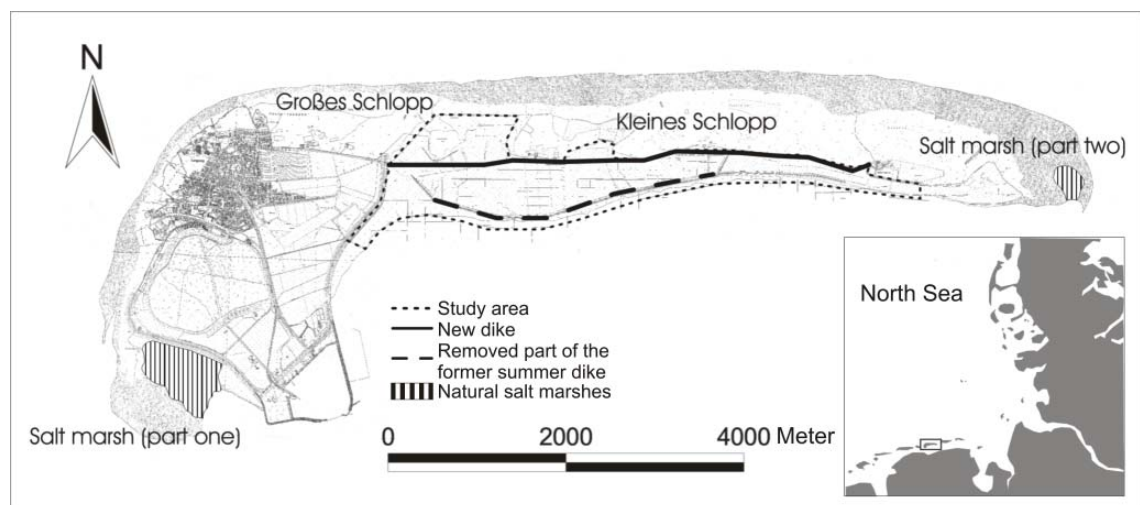 N
Großes Schlopp
Kleines Schlopp
Salt marsh (part two)
North Sea
Study area
New dike
Removed part of the
former summer dike
Natural salt marshes
Salt marsh (part one)
0 2000 4000 Meter